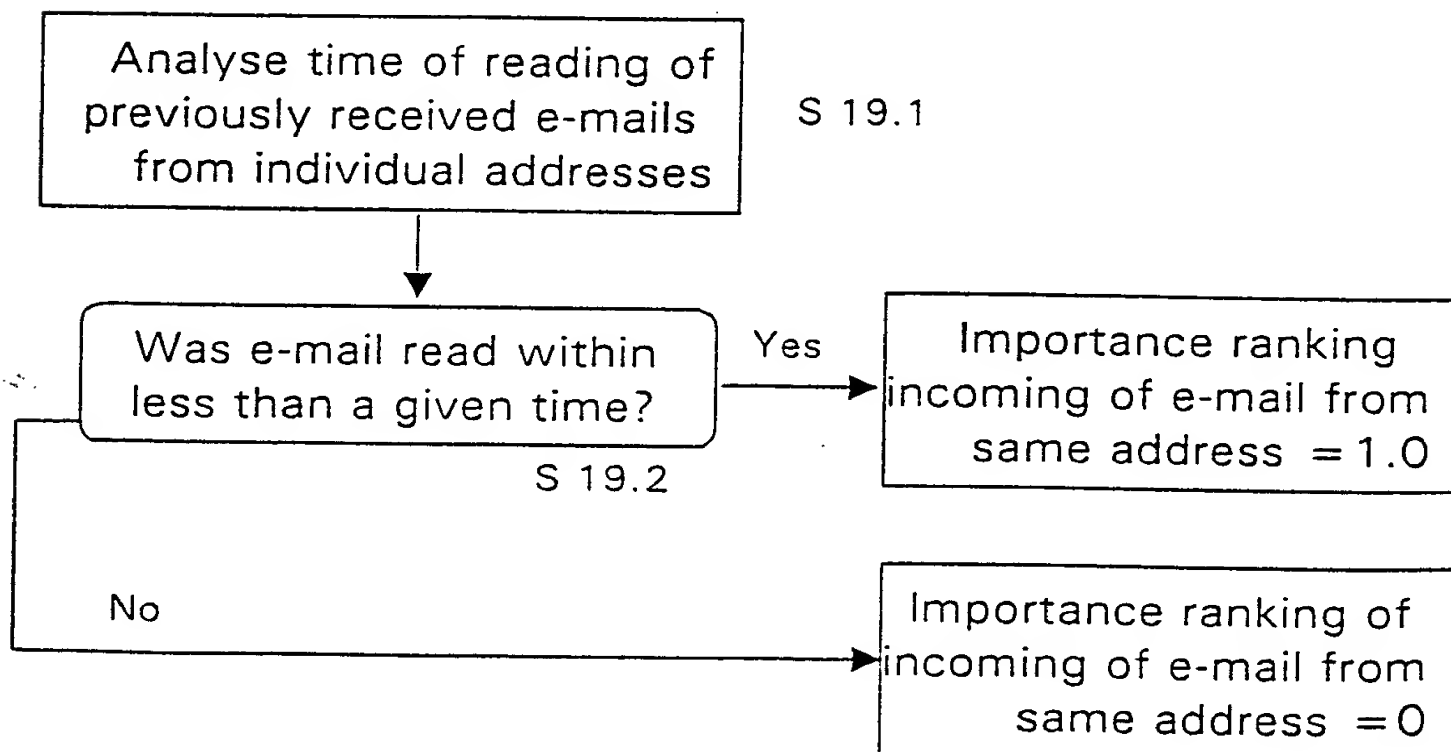 Analyse time of reading of
previously received e-mails
from individual addresses
S 19.1
Was e-mail read within
less than a given time?
S 19.2
Yes
Importance ranking
incoming of e-mail from
same address = 1.0
No
Importance ranking of
incoming of e-mail from
same address = 0